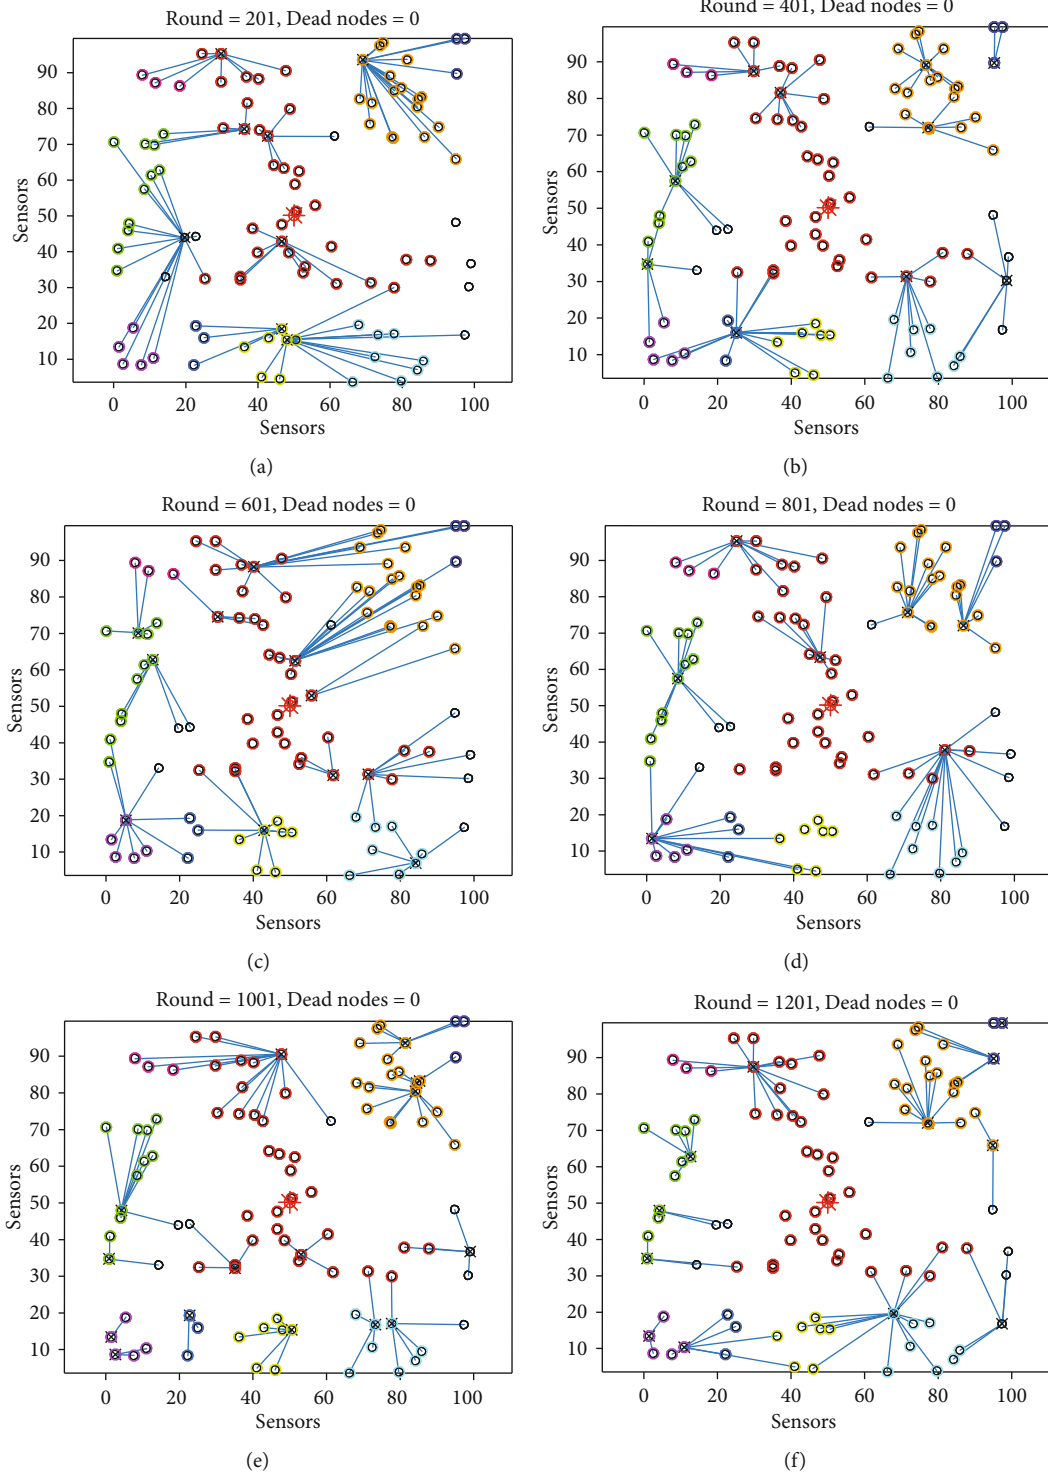 Round = 201, Dead nodes = 0
Sensors
90
80
70
60
50
40
30
20
10
0 20 40 60 80 100
Sensors
(a)
Round = 401, Dead nodes = 0
Sensors
90
80
70
60
50
40
30
20
10
0 20 40 60 80 100
Sensors
(b)
Round = 601, Dead nodes = 0
Sensors
90
80
70
60
50
40
30
20
10
0 20 40 60 80 100
Sensors
(c)
Round = 801, Dead nodes = 0
Sensors
90
80
70
60
50
40
30
20
10
0 20 40 60 80 100
Sensors
(d)
Round = 1001, Dead nodes = 0
Sensors
90
80
70
60
50
40
30
20
10
0 20 40 60 80 100
Sensors
(e)
Round = 1201, Dead nodes = 0
Sensors
90
80
70
60
50
40
30
20
10
0 20 40 60 80 100
Sensors
(f)